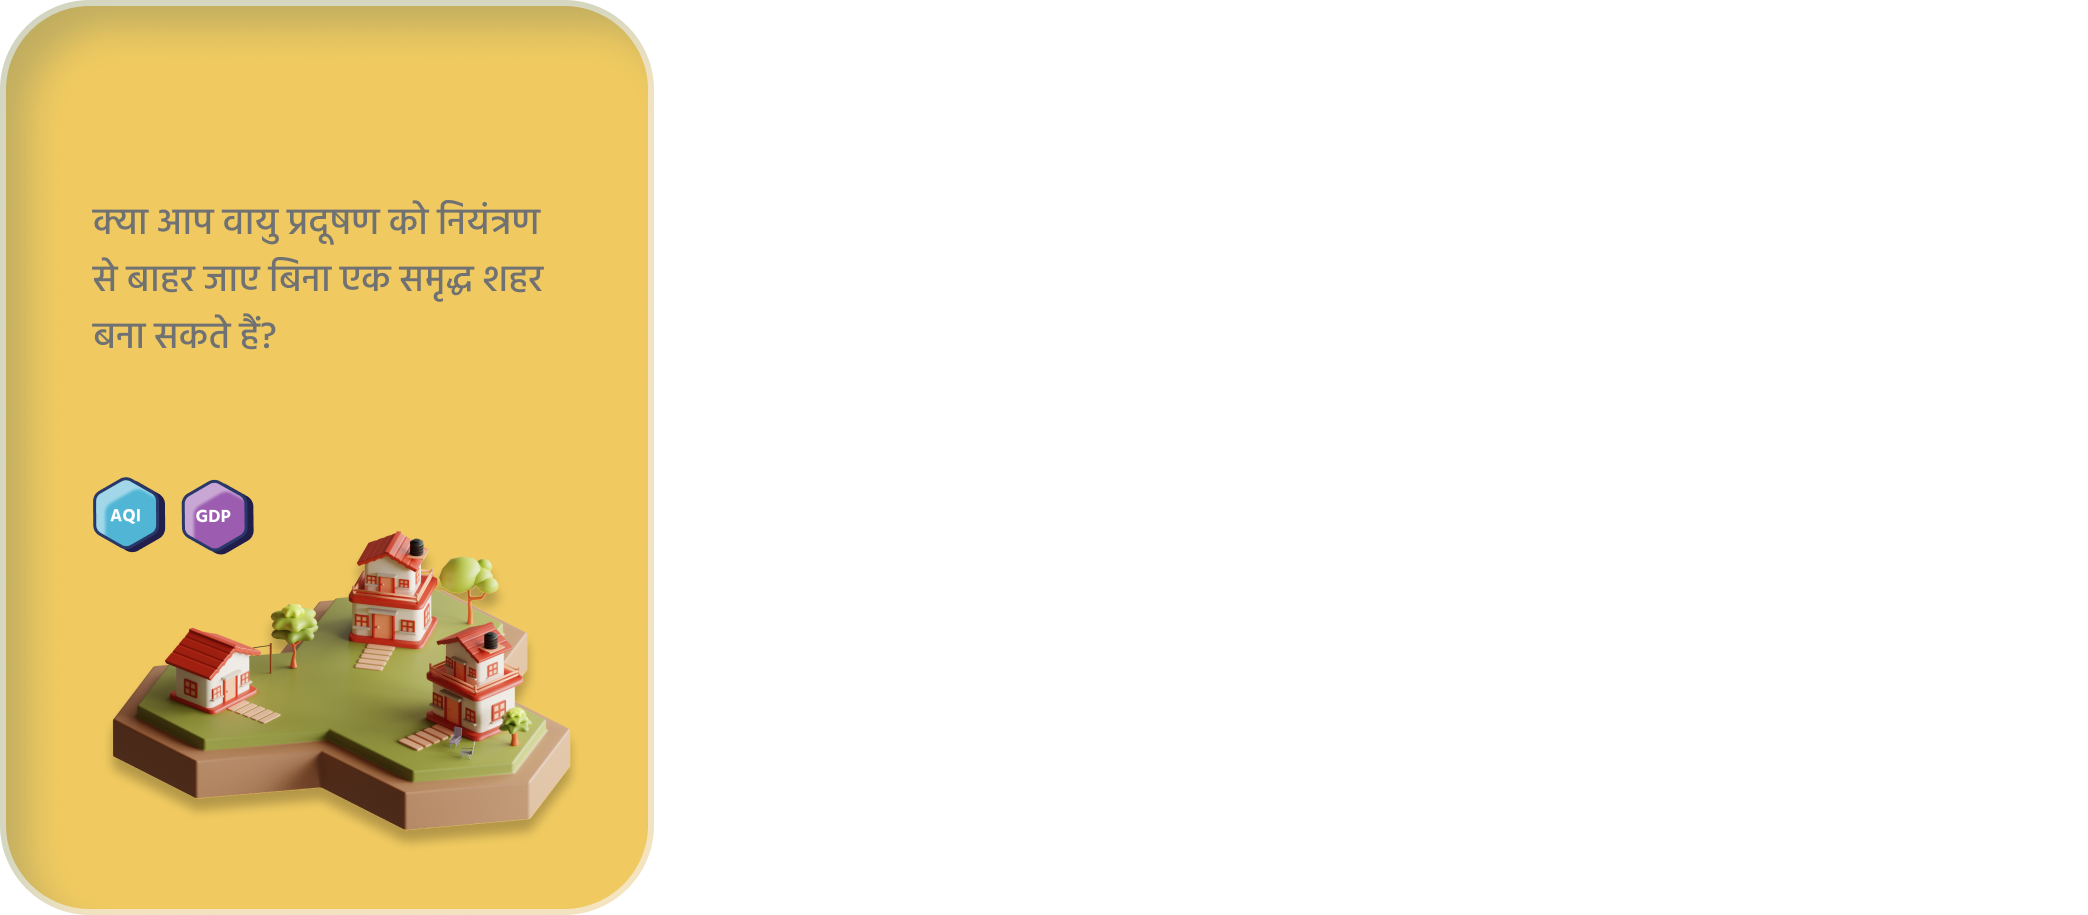 क्या आप वायु प्रदूषण को नियंत्रण
से बाहर जाए बिना एक समृद्ध शहर
बना सकते हैं?
AQI GDP